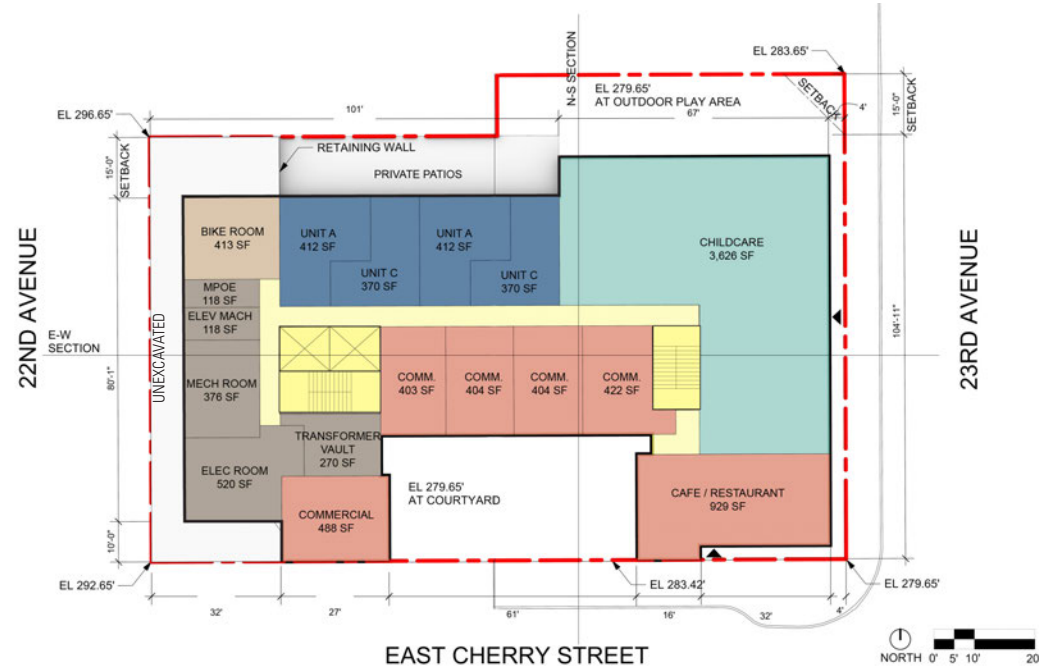 EL 283.65'
N-S SECTION
EL 279.65'
AT OUTDOOR PLAY AREA
SETBACK
4'
15'-0"
SETBACK
101'
67'
EL 296.65'
15'-0"
SETBACK
RETAINING WALL
PRIVATE PATIOS
BIKE ROOM
413 SF
UNIT A
412 SF
UNIT A
412 SF
UNIT C
370 SF
UNIT C
370 SF
CHILDCARE
3,626 SF
MPOE
118 SF
ELEV MACH
118 SF
22ND AVENUE
E-W
SECTION
UNEXCAVATED
80'-1"
104'-11"
23RD AVENUE
MECH ROOM
376 SF
COMM.
403 SF
COMM.
404 SF
COMM.
404 SF
COMM.
422 SF
TRANSFORMER
VAULT
270 SF
ELEC ROOM
520 SF
EL 279.65'
AT COURTYARD
CAFE / RESTAURANT
929 SF
COMMERCIAL
488 SF
10'-0"
EL 292.65'
EL 283.42'
EL 279.65'
32'
27'
61'
16'
32'
4'
EAST CHERRY STREET
NORTH
0'
5'
10'
20